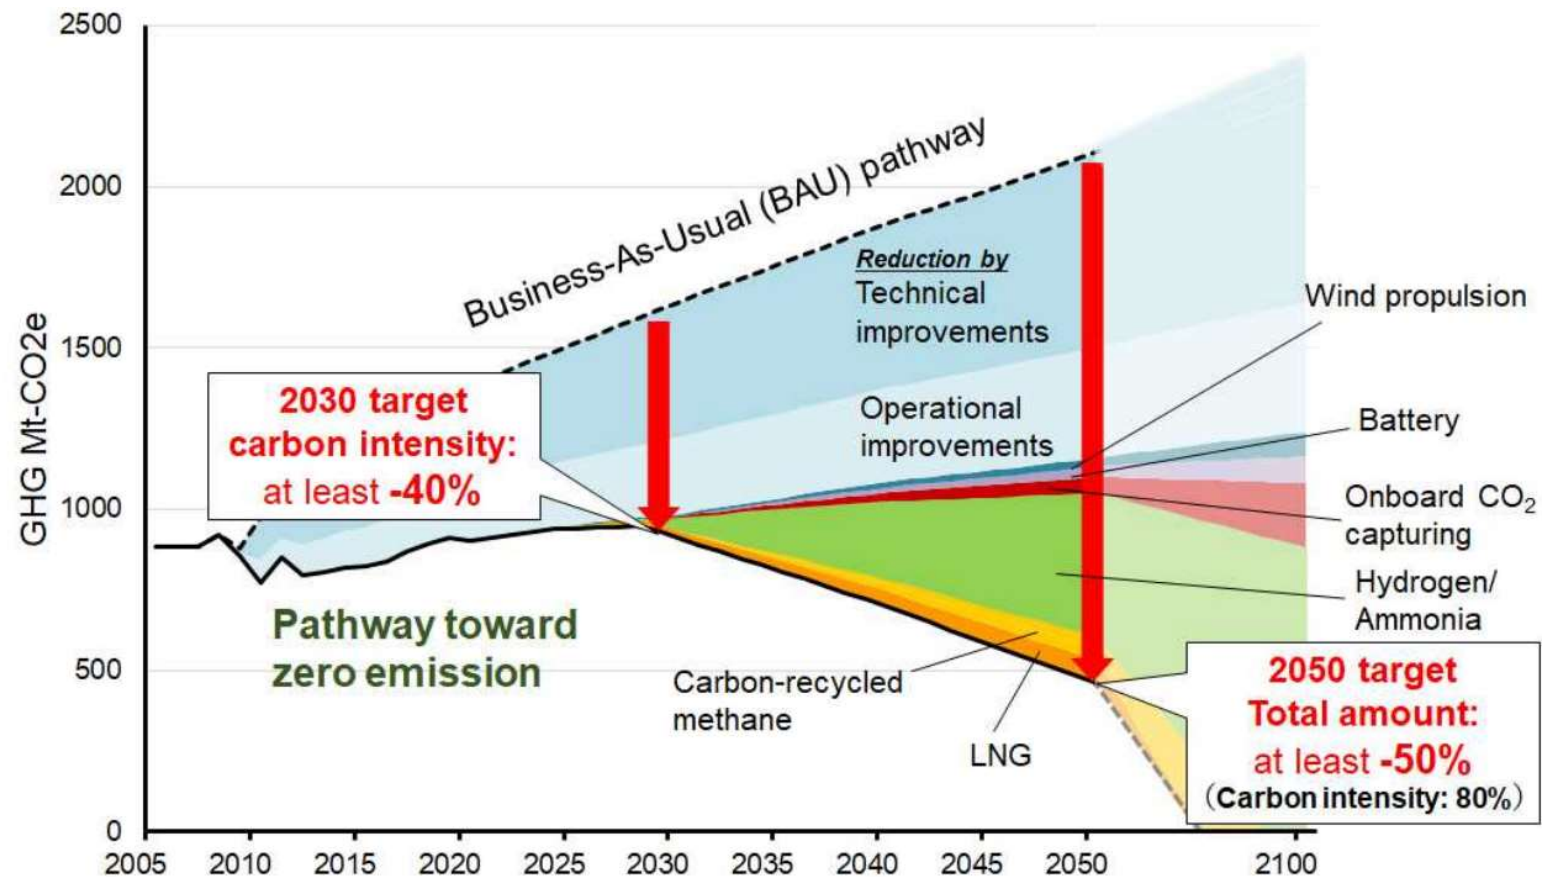 2500
2000
1500
1000
500
0
GHG Mt-CO2e
2005
2010
2015
2020
2025
2030
2035
2040
2045
2050
2100
Business-As-Usual (BAU) pathway
Reduction by
Technical
improvements
Operational
improvements
2030 target
carbon intensity:
at least -40%
Pathway toward
zero emission
Carbon-recycled
methane
LNG
Wind propulsion
Battery
Onboard CO₂
capturing
Hydrogen/
Ammonia
2050 target
Total amount:
at least -50%
(Carbon intensity: 80%)